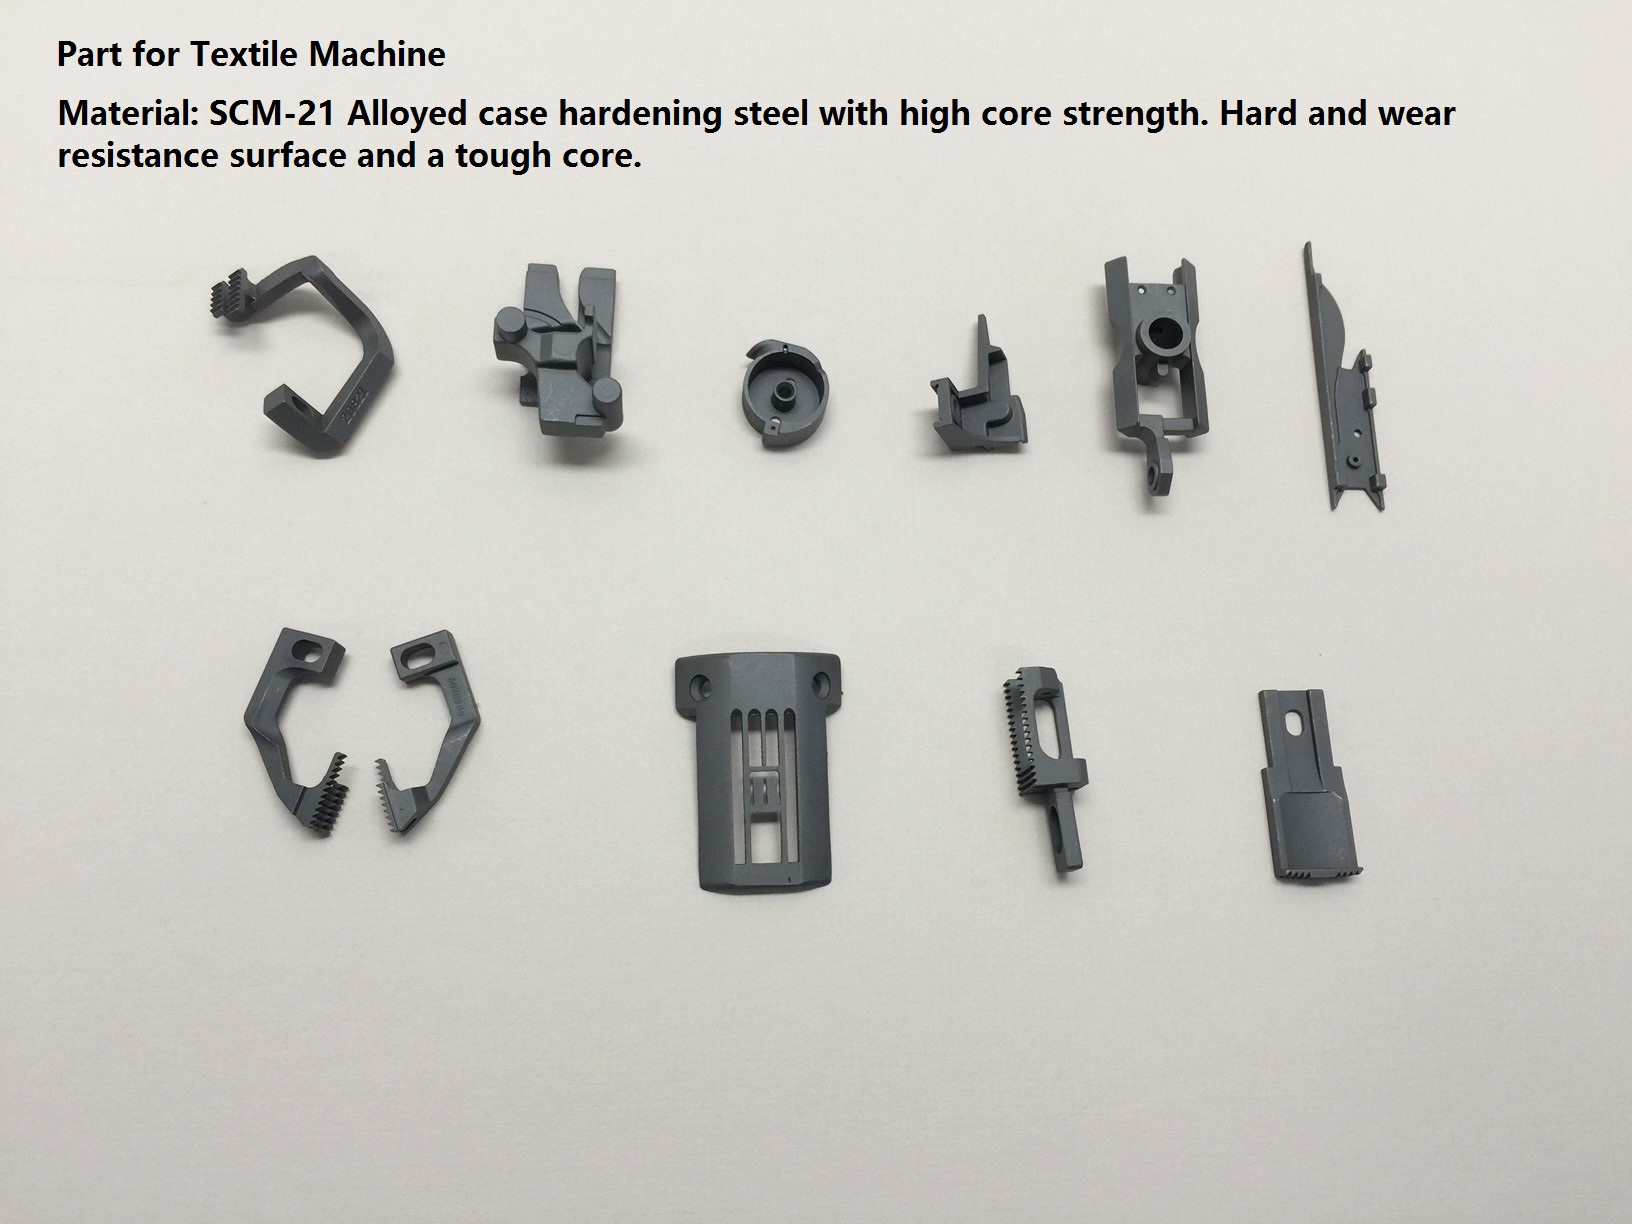 Part for Textile Machine
Material: SCM-21 Alloyed case hardening steel with high core strength. Hard and wear
resistance surface and a tough core.